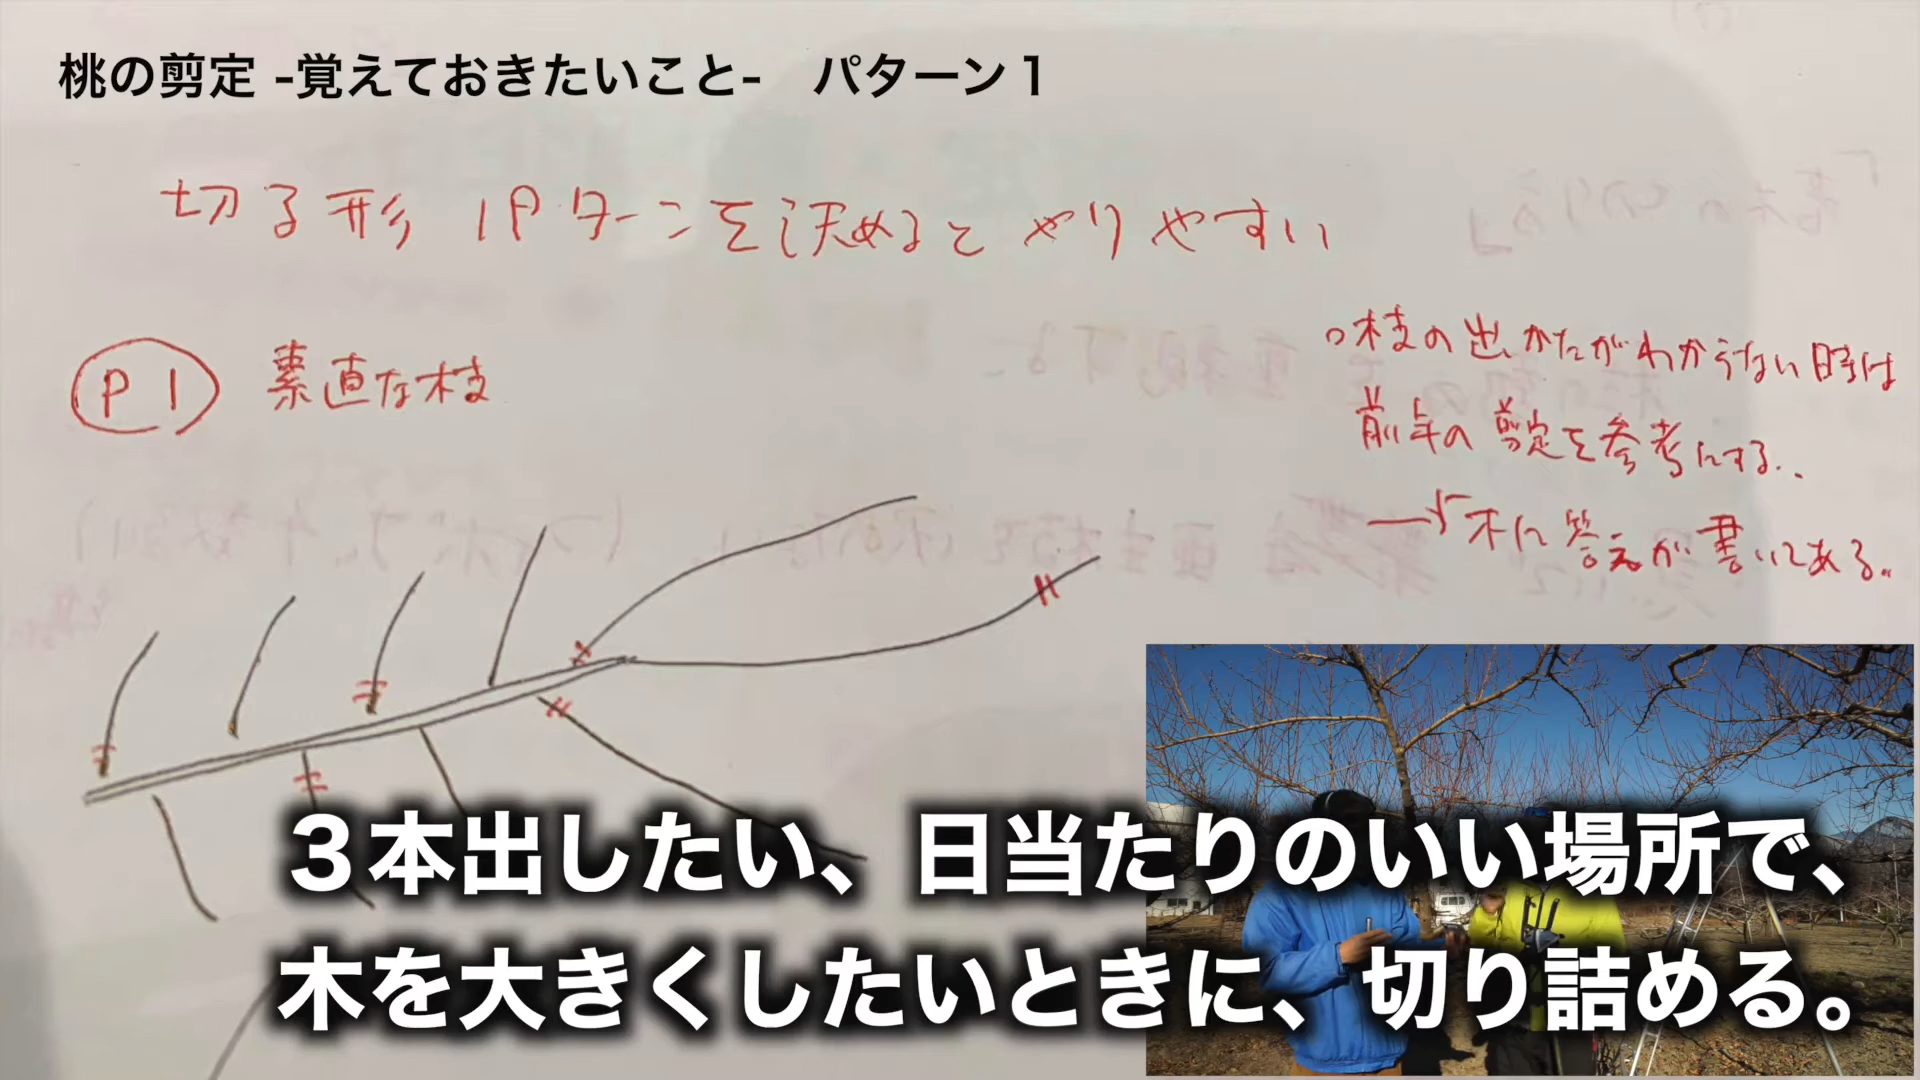 桃の剪定 -覚えておきたいこと- パターン１
切る形 パターンを決めるとやりやすい
P1 素直な枝
○枝の出かたがわからない時は
前年の剪定を参考にする..
→木に答えが書いてある..
３本出したい、日当たりのいい場所で、
木を大きくしたいときに、切り詰める。